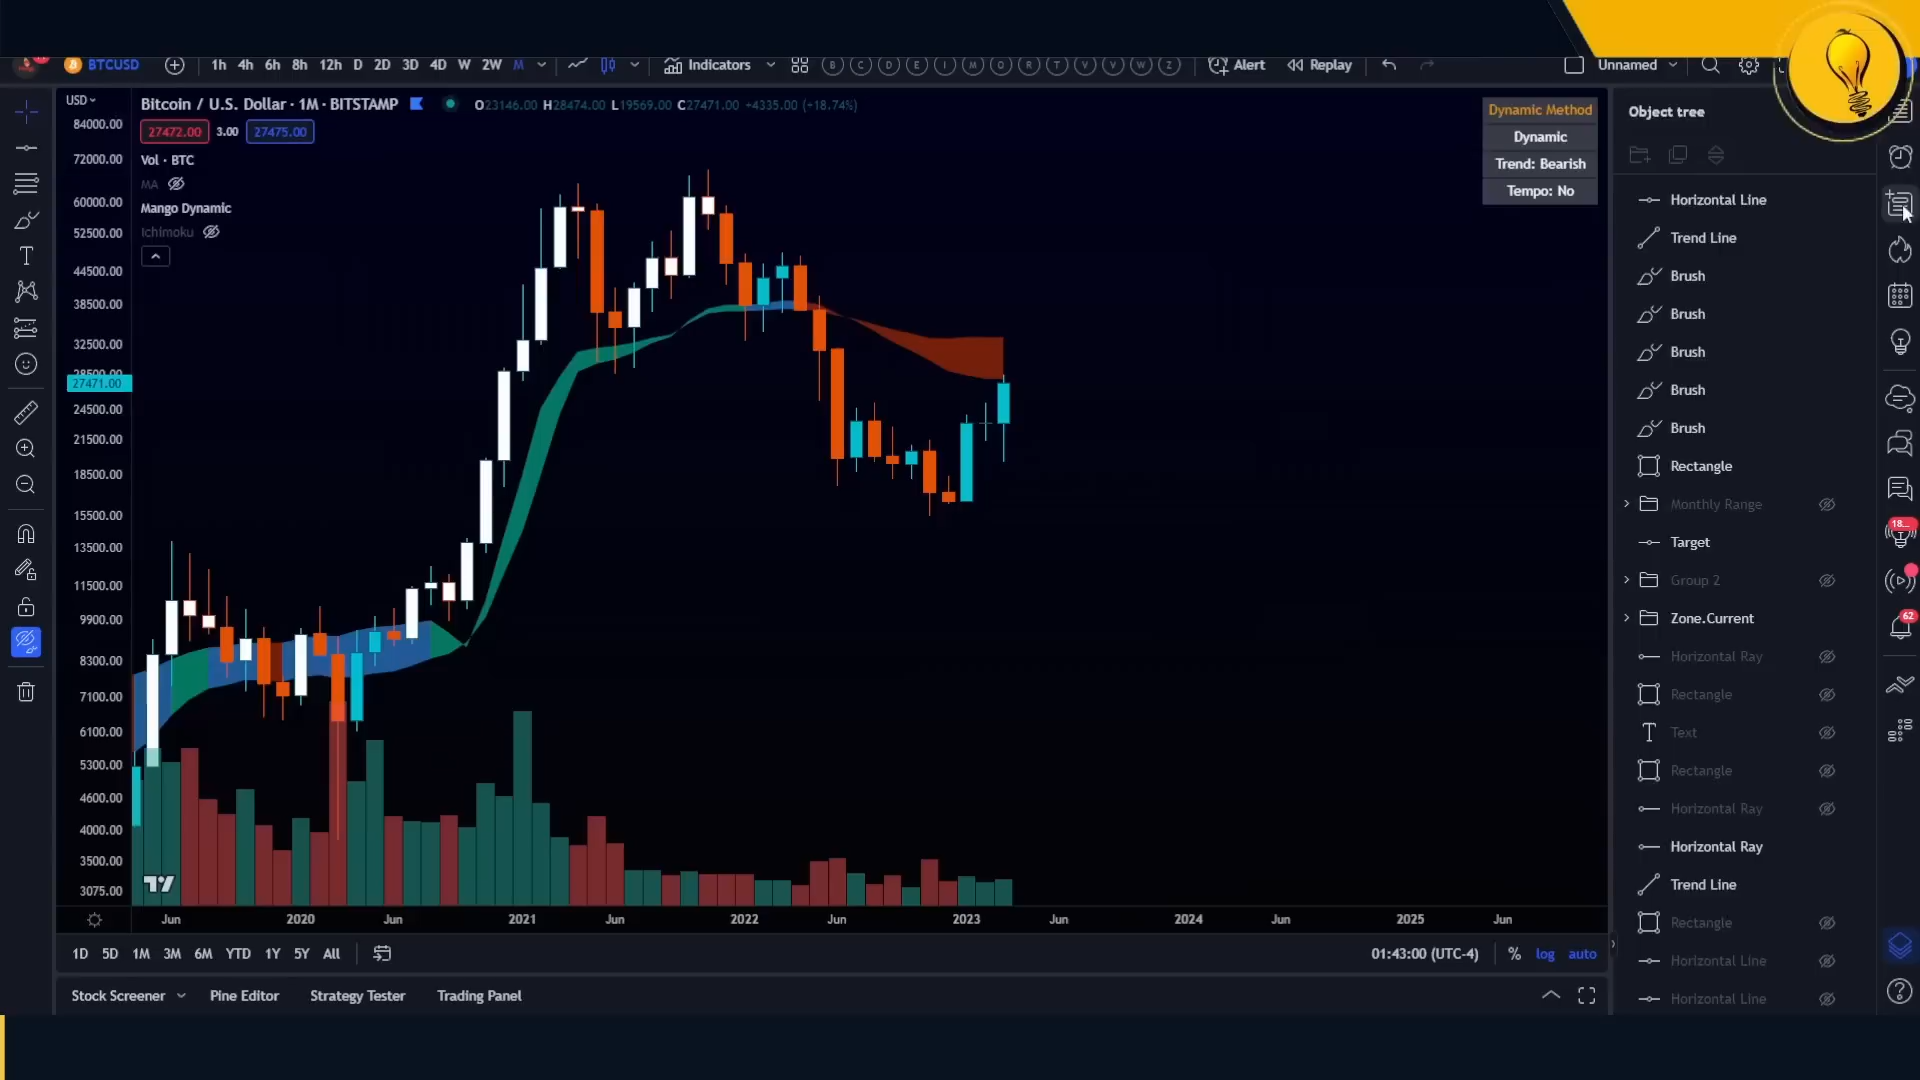 BTCUSD 1h 4h 6h 8h 12h D 2D 3D 4D W 2W M Indicators B C D E I M O R T V V W Z Alert Replay Unnamed
USD
Bitcoin / U.S. Dollar · 1M · BITSTAMP O23146.00 H28474.00 L19569.00 C27471.00 +4335.00 (+18.74%)
27472.00 3.00 27475.00
Vol · BTC
MA
Mango Dynamic
Ichimoku
Dynamic Method
Dynamic
Trend: Bearish
Tempo: No
84000.00
72000.00
60000.00
52500.00
44500.00
38500.00
32500.00
28500.00
27471.00
24500.00
21500.00
18500.00
15500.00
13500.00
11500.00
9900.00
8300.00
7100.00
6100.00
5300.00
4600.00
4000.00
3500.00
3075.00
Jun 2020 Jun 2021 Jun 2022 Jun 2023 Jun 2024 Jun 2025 Jun
1D 5D 1M 3M 6M YTD 1Y 5Y All 01:43:00 (UTC-4) % log auto
Stock Screener Pine Editor Strategy Tester Trading Panel
Object tree
Horizontal Line
Trend Line
Brush
Brush
Brush
Brush
Brush
Rectangle
Monthly Range
Target
Group 2
Zone.Current
Horizontal Ray
Rectangle
T Text
Rectangle
Horizontal Ray
Horizontal Ray
Trend Line
Rectangle
Horizontal Line
Horizontal Line
18...
62